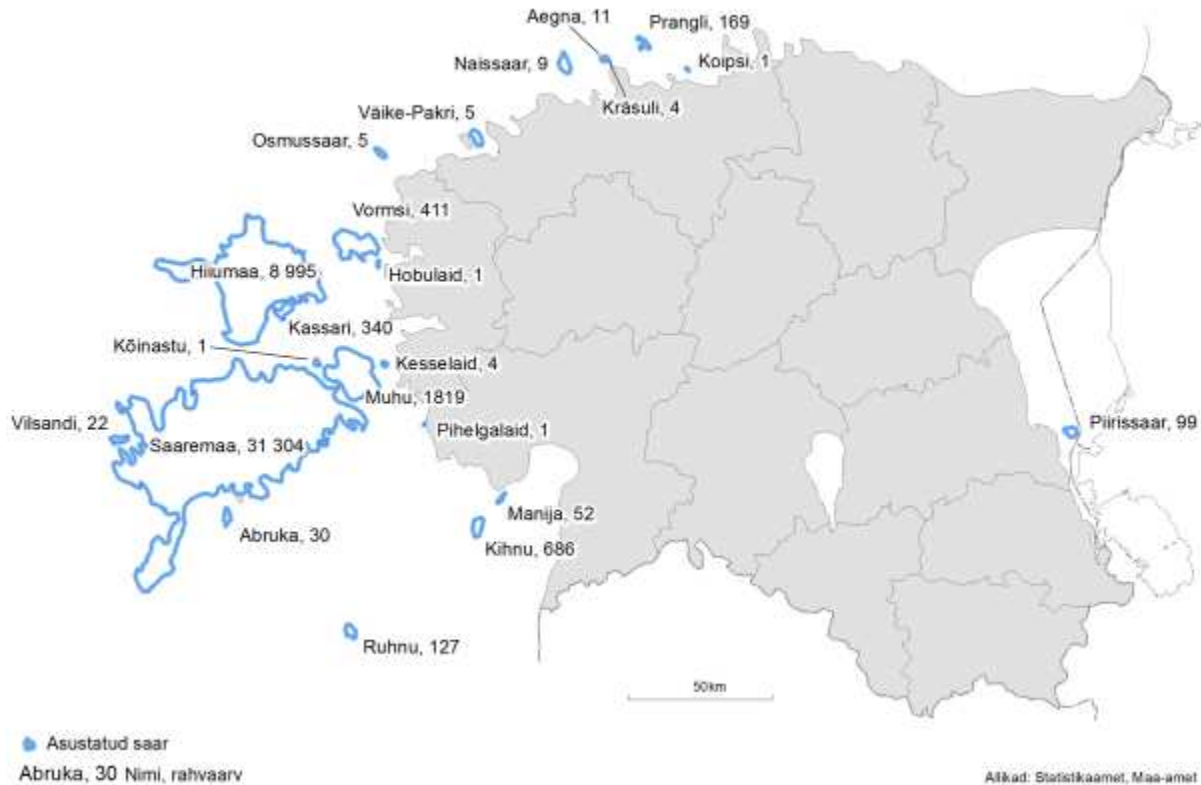 Aegna, 11
Prangli, 169
Naissaar, 9
Koipsi, 1
Kräsuli, 4
Väike-Pakri, 5
Osmussaar, 5
Vormsi, 411
Hiiumaa, 8 995
Hobulaid, 1
Kassari, 340
Kõinastu, 1
Kesselaid, 4
Muhu, 1819
Vilsandi, 22
Pihelgalaid, 1
Piirissaar, 99
Saaremaa, 31 304
Manija, 52
Abruka, 30
Kihnu, 686
Ruhnu, 127
50km
Asustatud saar
Abruka, 30 Nimi, rahvaarv
Allikad: Statistikaamet, Maa-amet